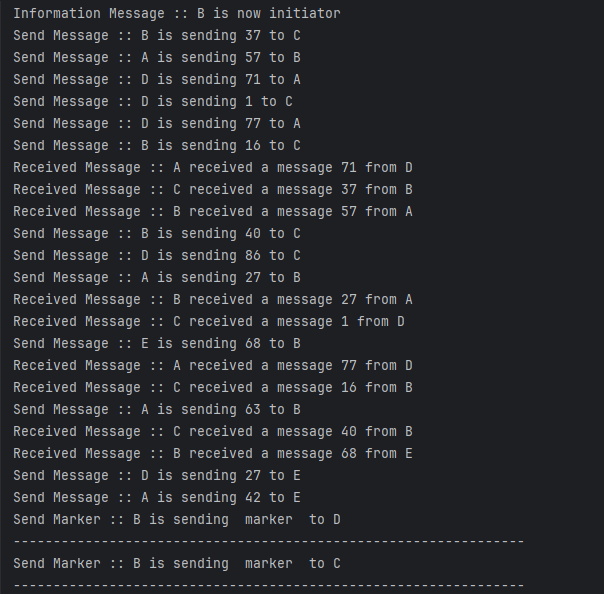 Information Message :: B is now initiator
Send Message :: B is sending 37 to C
Send Message :: A is sending 57 to B
Send Message :: D is sending 71 to A
Send Message :: D is sending 1 to C
Send Message :: D is sending 77 to A
Send Message :: B is sending 16 to C
Received Message :: A received a message 71 from D
Received Message :: C received a message 37 from B
Received Message :: B received a message 57 from A
Send Message :: B is sending 40 to C
Send Message :: D is sending 86 to C
Send Message :: A is sending 27 to B
Received Message :: B received a message 27 from A
Received Message :: C received a message 1 from D
Send Message :: E is sending 68 to B
Received Message :: A received a message 77 from D
Received Message :: C received a message 16 from B
Send Message :: A is sending 63 to B
Received Message :: C received a message 40 from B
Received Message :: B received a message 68 from E
Send Message :: D is sending 27 to E
Send Message :: A is sending 42 to E
Send Marker :: B is sending  marker  to D
----------------------------------------------------------------
Send Marker :: B is sending  marker  to C
----------------------------------------------------------------